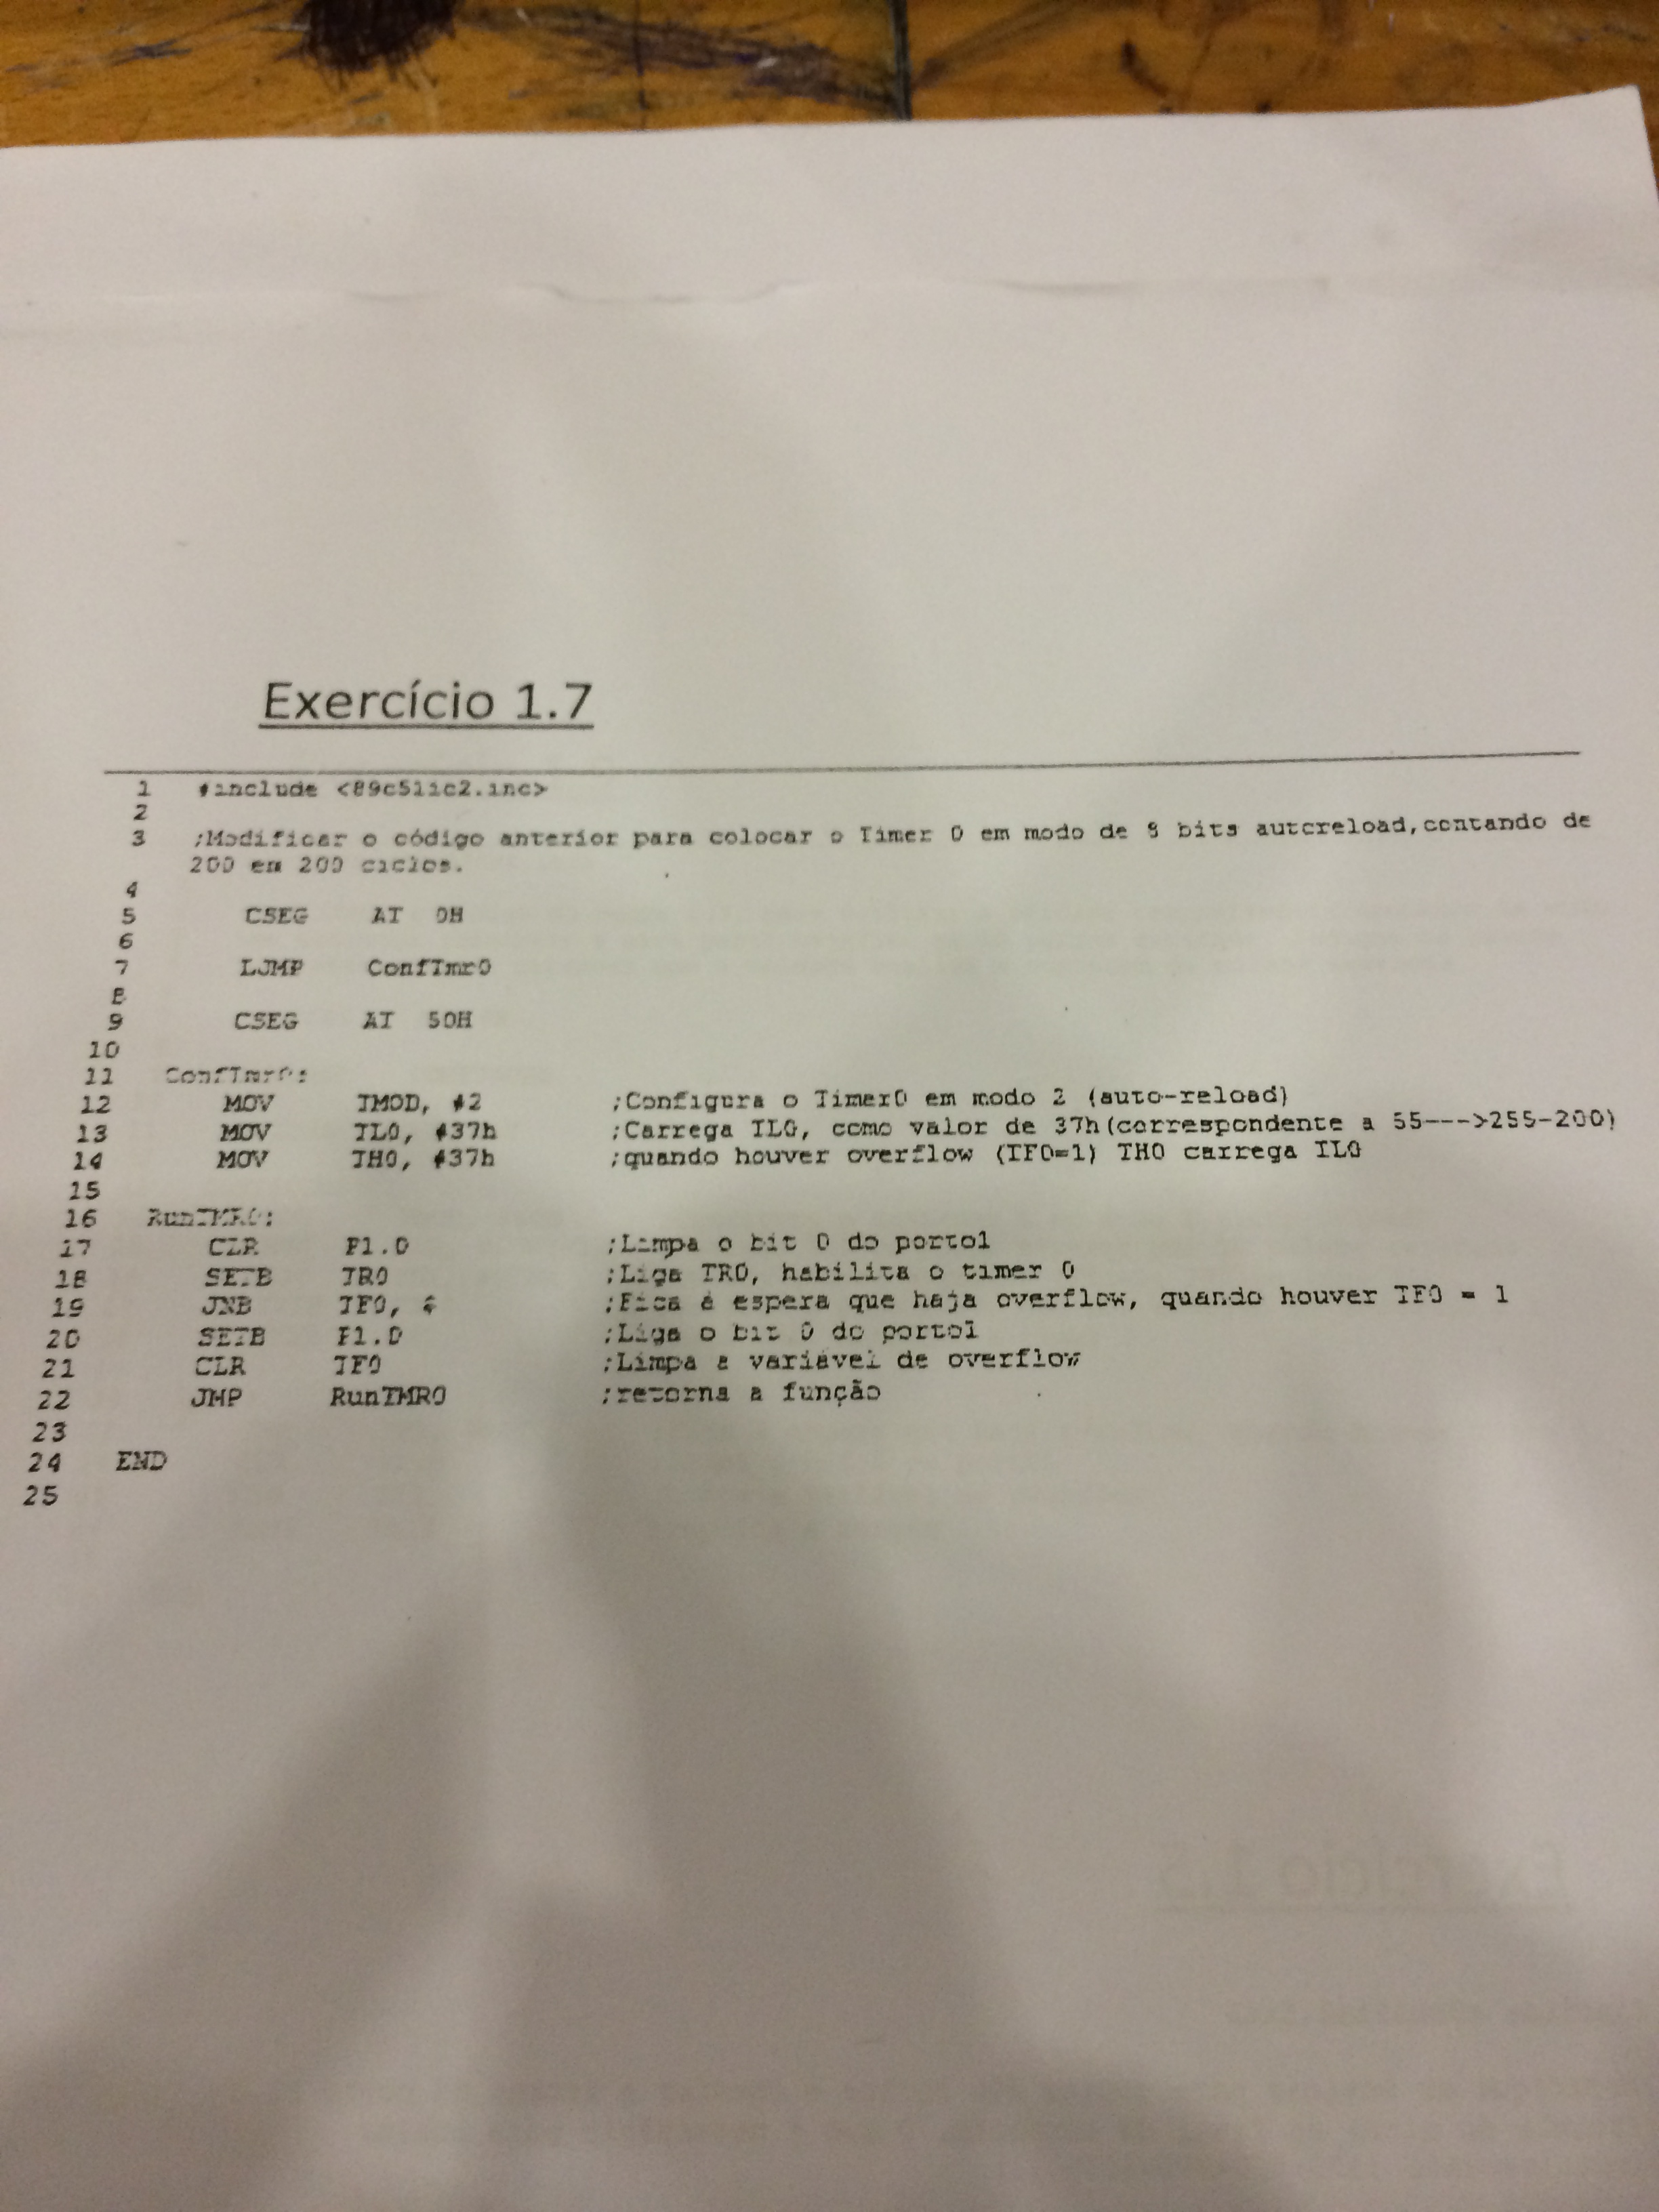 Exercício 1.7
1 #include <89c51ic2.inc>
2
3 ;Modificar o código anterior para colocar o Timer 0 em modo de 8 bits autoreload,contando de
200 em 200 ciclos.
4
5 CSEG AT 0H
6
7 LJMP ConfTmr0
8
9 CSEG AT 50H
10
11 ConfTmr0:
12 MOV TMOD, #2 ;Configura o Timer0 em modo 2 (auto-reload)
13 MOV TL0, #37h ;Carrega TL0, como valor de 37h(correspondente a 55--->255-200)
14 MOV TH0, #37h ;quando houver overflow (TF0=1) TH0 carrega TL0
15
16 RunTMR0:
17 CLR P1.0 ;Limpa o bit 0 do porto1
18 SETB TR0 ;Liga TR0, habilita o timer 0
19 JNB TF0, $ ;Fica á espera que haja overflow, quando houver TF0 = 1
20 SETB P1.0 ;Liga o bit 0 do porto1
21 CLR TF0 ;Limpa a variável de overflow
22 JMP RunTMR0 ;retorna a função
23
24 END
25